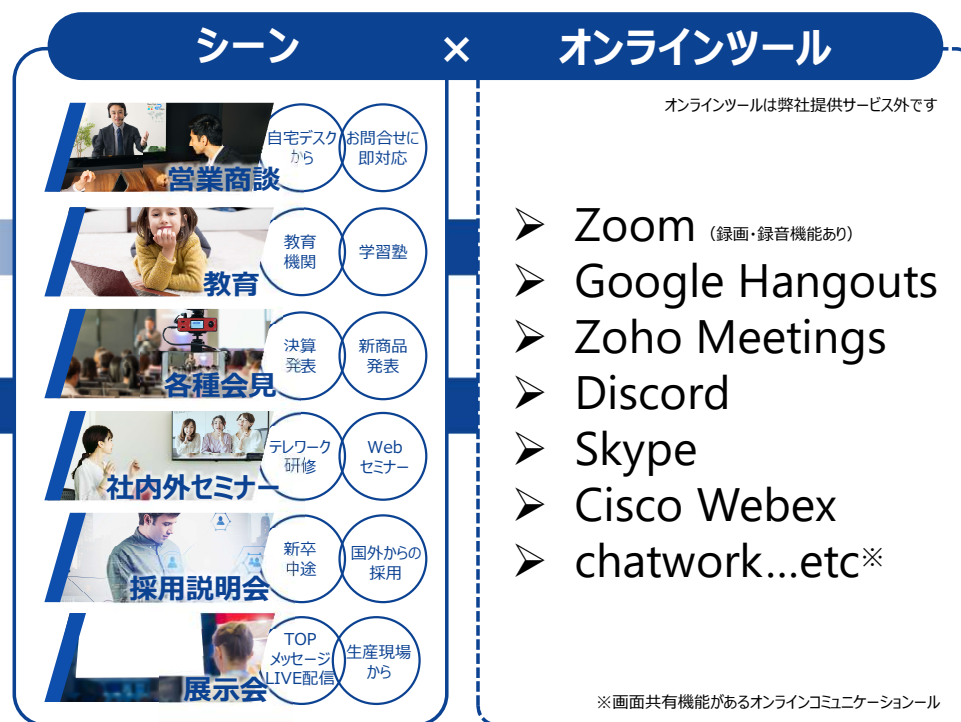 シーン × オンラインツール
オンラインツールは弊社提供サービス外です
営業商談
自宅デスク
から
お問合せに
即対応
教育
教育
機関
学習塾
各種会見
決算
発表
新商品
発表
社内外セミナー
テレワーク
研修
Web
セミナー
採用説明会
新卒
中途
国外からの
採用
展示会
TOP
メッセージ
LIVE配信
生産現場
から
➢ Zoom (録画・録音機能あり)
➢ Google Hangouts
➢ Zoho Meetings
➢ Discord
➢ Skype
➢ Cisco Webex
➢ chatwork…etc※
※画面共有機能があるオンラインコミュニケーションール